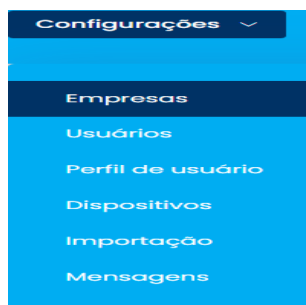 Configurações
Empresas
Usuários
Perfil de usuário
Dispositivos
Importação
Mensagens